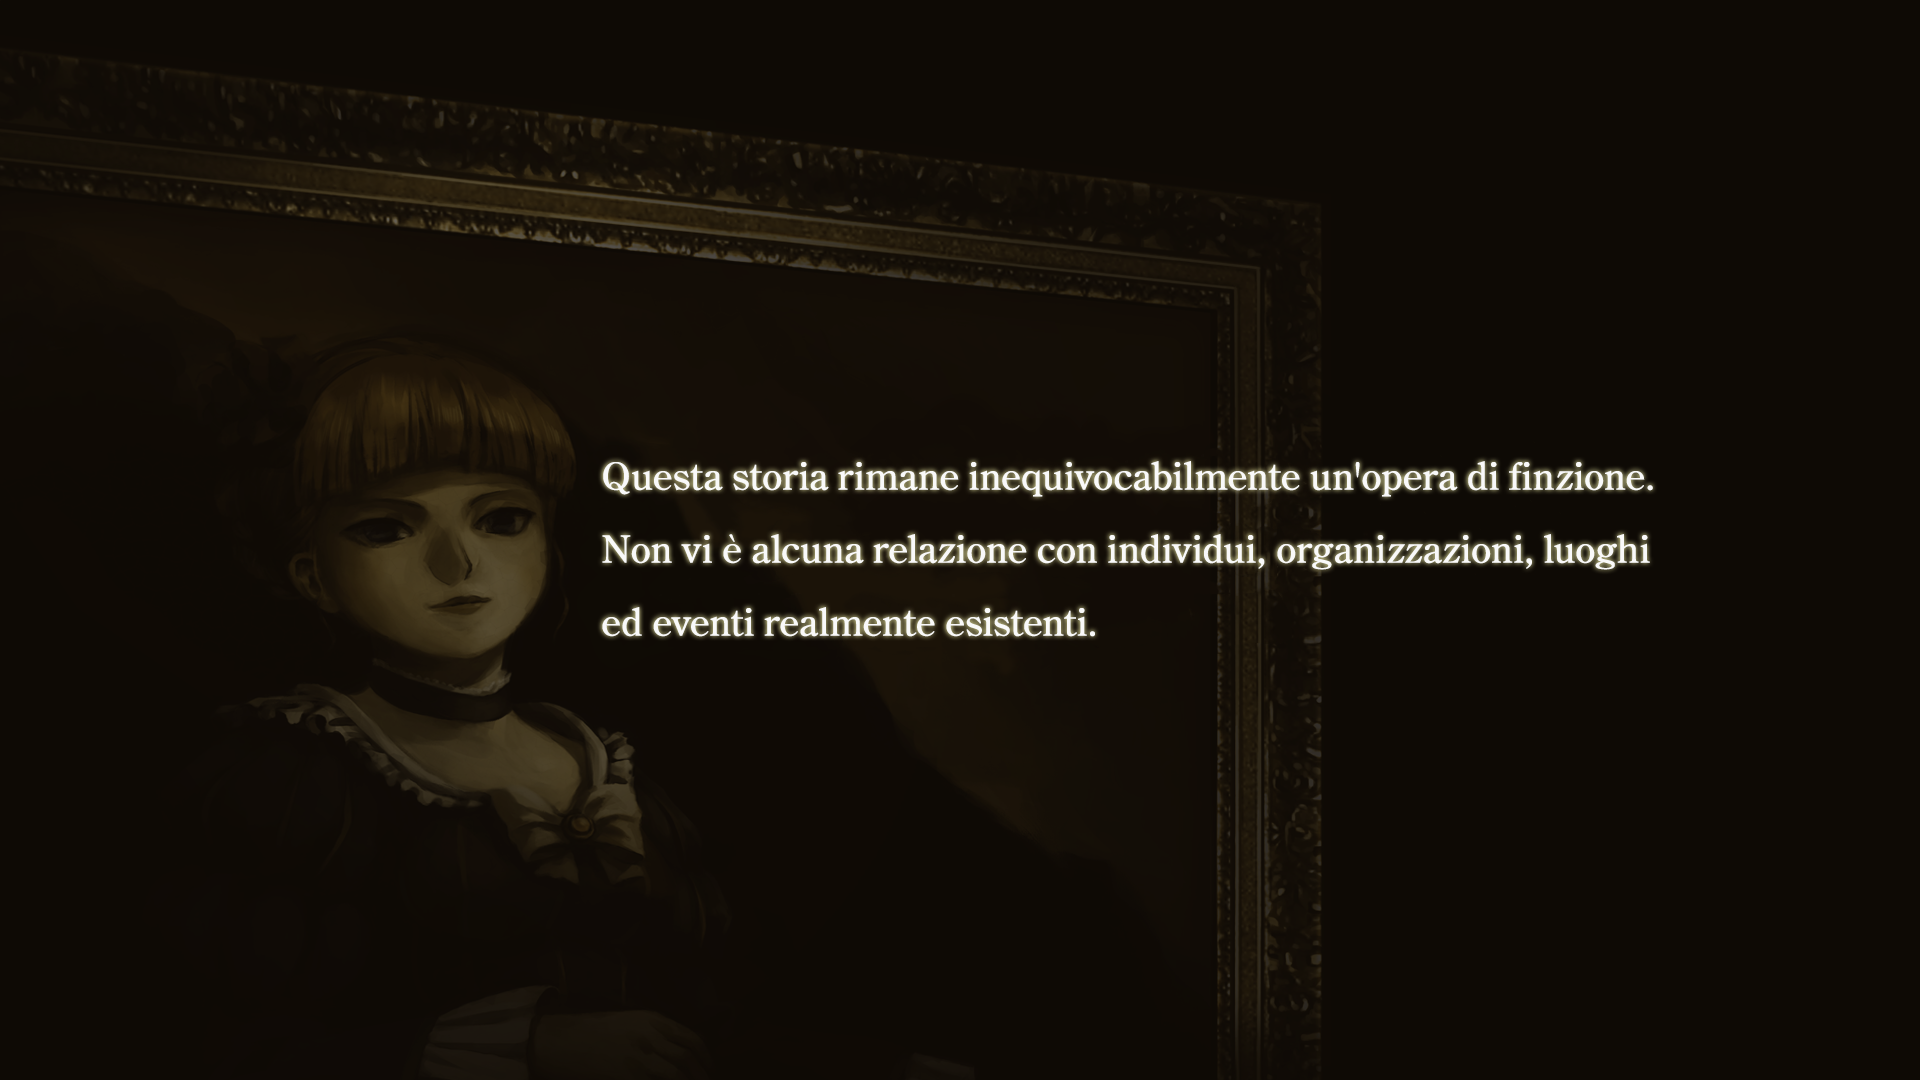 Questa storia rimane inequivocabilmente un'opera di finzione.
Non vi è alcuna relazione con individui, organizzazioni, luoghi
ed eventi realmente esistenti.